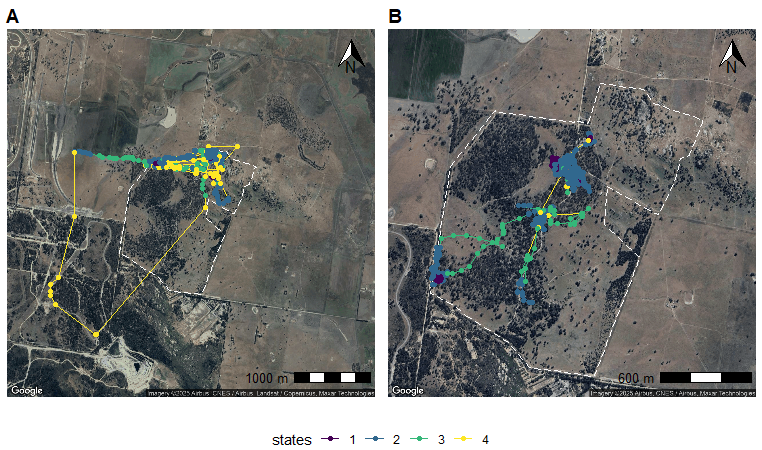 A
B
N
N
1000 m
600 m
Google
Imagery ©2025 Airbus, CNES / Airbus, Landsat / Copernicus, Maxar Technologies
Google
Imagery ©2025 Airbus, CNES / Airbus, Maxar Technologies
states 1 2 3 4